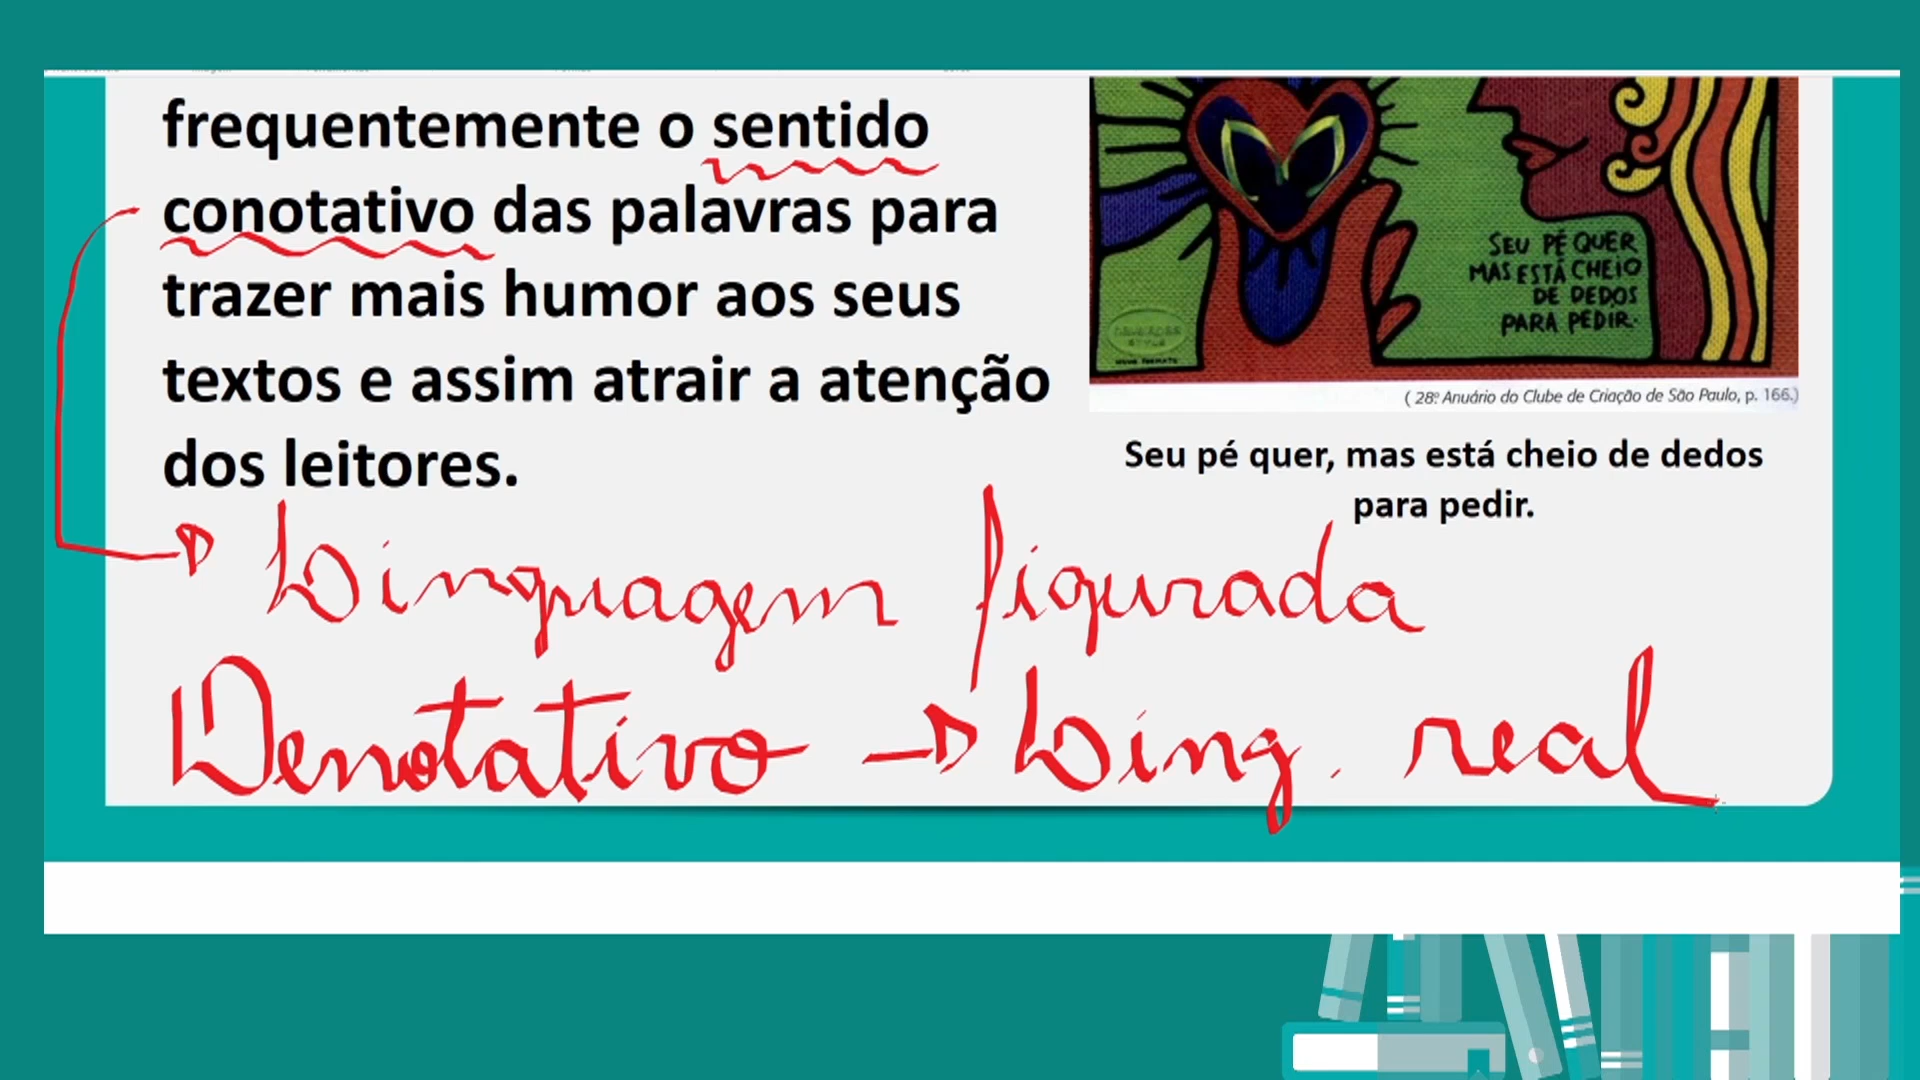 frequentemente o sentido
conotativo das palavras para
trazer mais humor aos seus
textos e assim atrair a atenção
dos leitores.
SEU PÉ QUER
MAS ESTÁ CHEIO
DE DEDOS
PARA PEDIR.
( 28º Anuário do Clube de Criação de São Paulo, p. 166.)
Seu pé quer, mas está cheio de dedos
para pedir.
Linguagem figurada
Denotativo → Ling. real